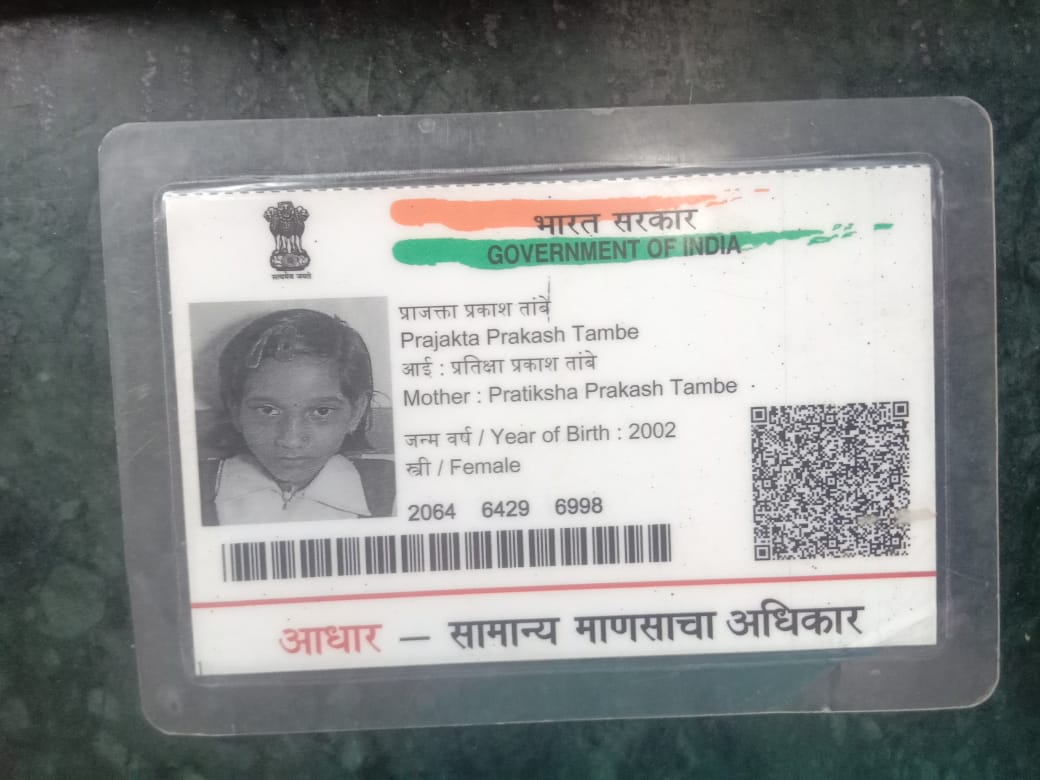 सत्यमेव जयते
भारत सरकार
GOVERNMENT OF INDIA
प्राजक्ता प्रकाश तांबे
Prajakta Prakash Tambe
आई : प्रतिक्षा प्रकाश तांबे
Mother : Pratiksha Prakash Tambe
जन्म वर्ष / Year of Birth : 2002
स्त्री / Female
2064 6429 6998
आधार — सामान्य माणसाचा अधिकार